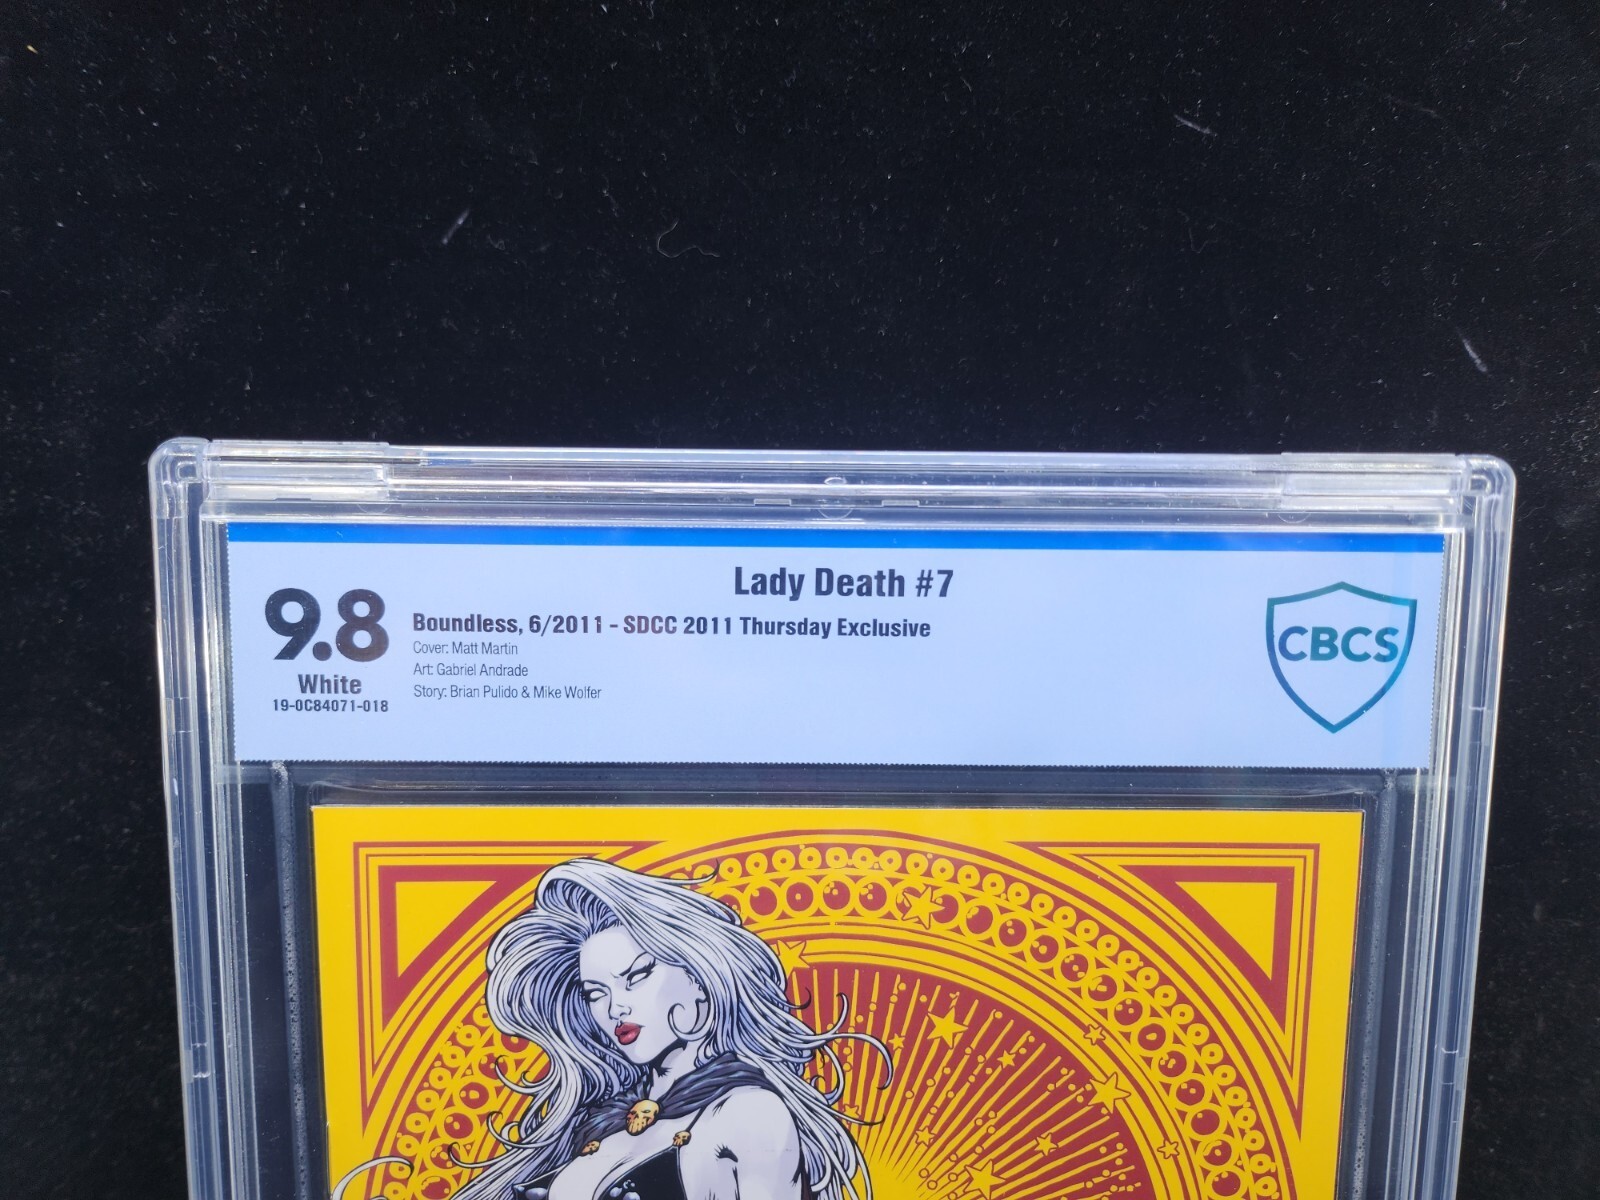 Lady Death #7
9.8
White
19-0C84071-018
Boundless, 6/2011 - SDCC 2011 Thursday Exclusive
Cover: Matt Martin
Art: Gabriel Andrade
Story: Brian Pulido & Mike Wolfer
CBCS